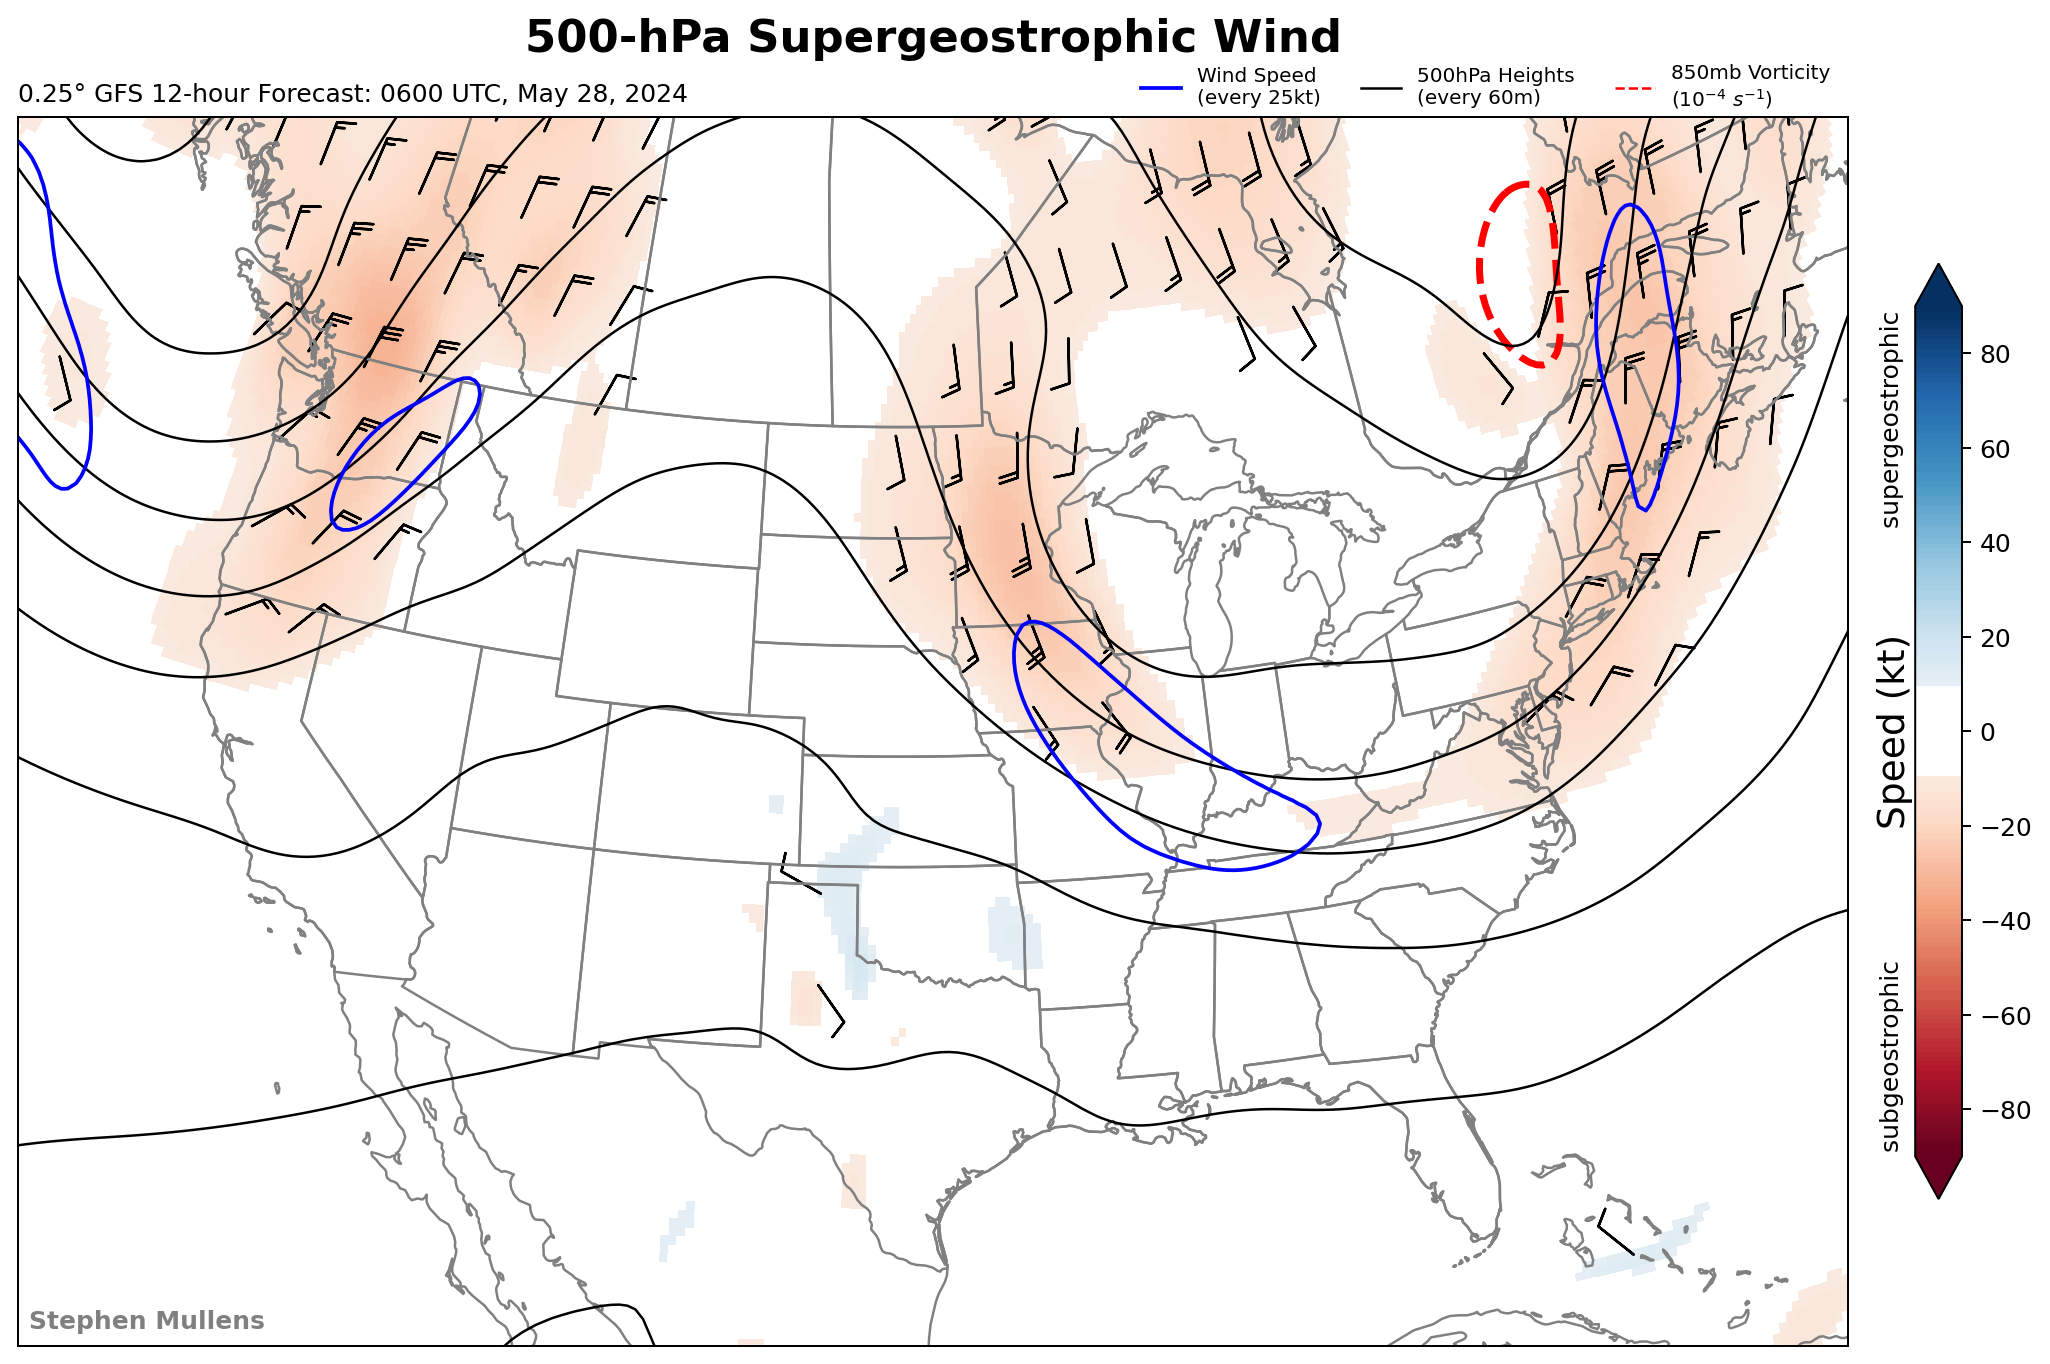 500-hPa Supergeostrophic Wind
0.25° GFS 12-hour Forecast: 0600 UTC, May 28, 2024
Wind Speed
(every 25kt)
500hPa Heights
(every 60m)
850mb Vorticity
(10⁻⁴ s⁻¹)
supergeostrophic
Speed (kt)
subgeostrophic
80
60
40
20
0
−20
−40
−60
−80
Stephen Mullens